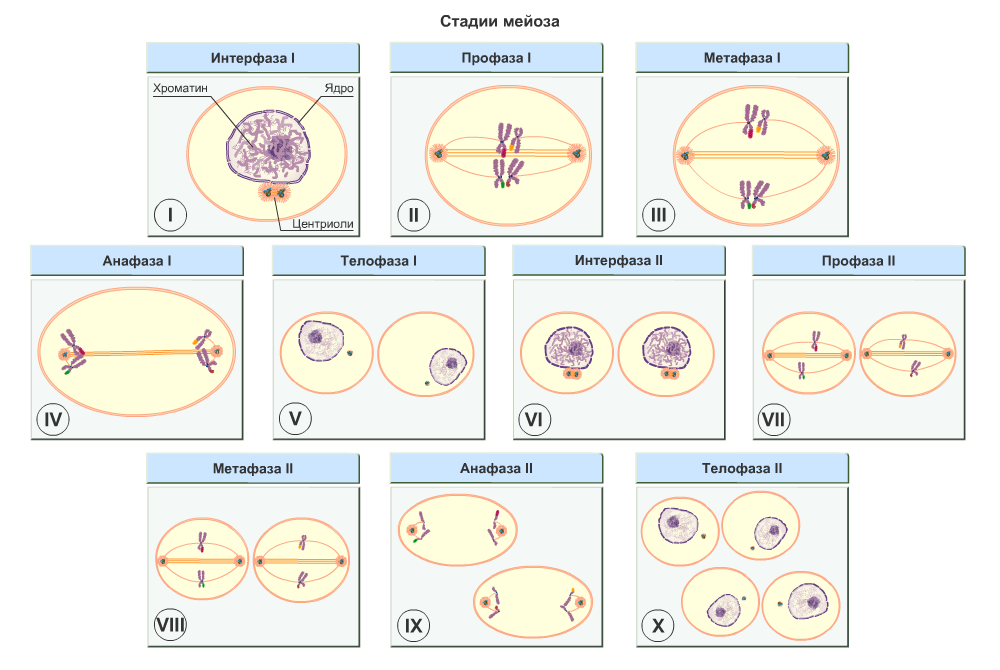 Стадии мейоза
Интерфаза I
Хроматин
Ядро
Центриоли
I
Профаза I
II
Метафаза I
III
Анафаза I
IV
Телофаза I
V
Интерфаза II
VI
Профаза II
VII
Метафаза II
VIII
Анафаза II
IX
Телофаза II
X